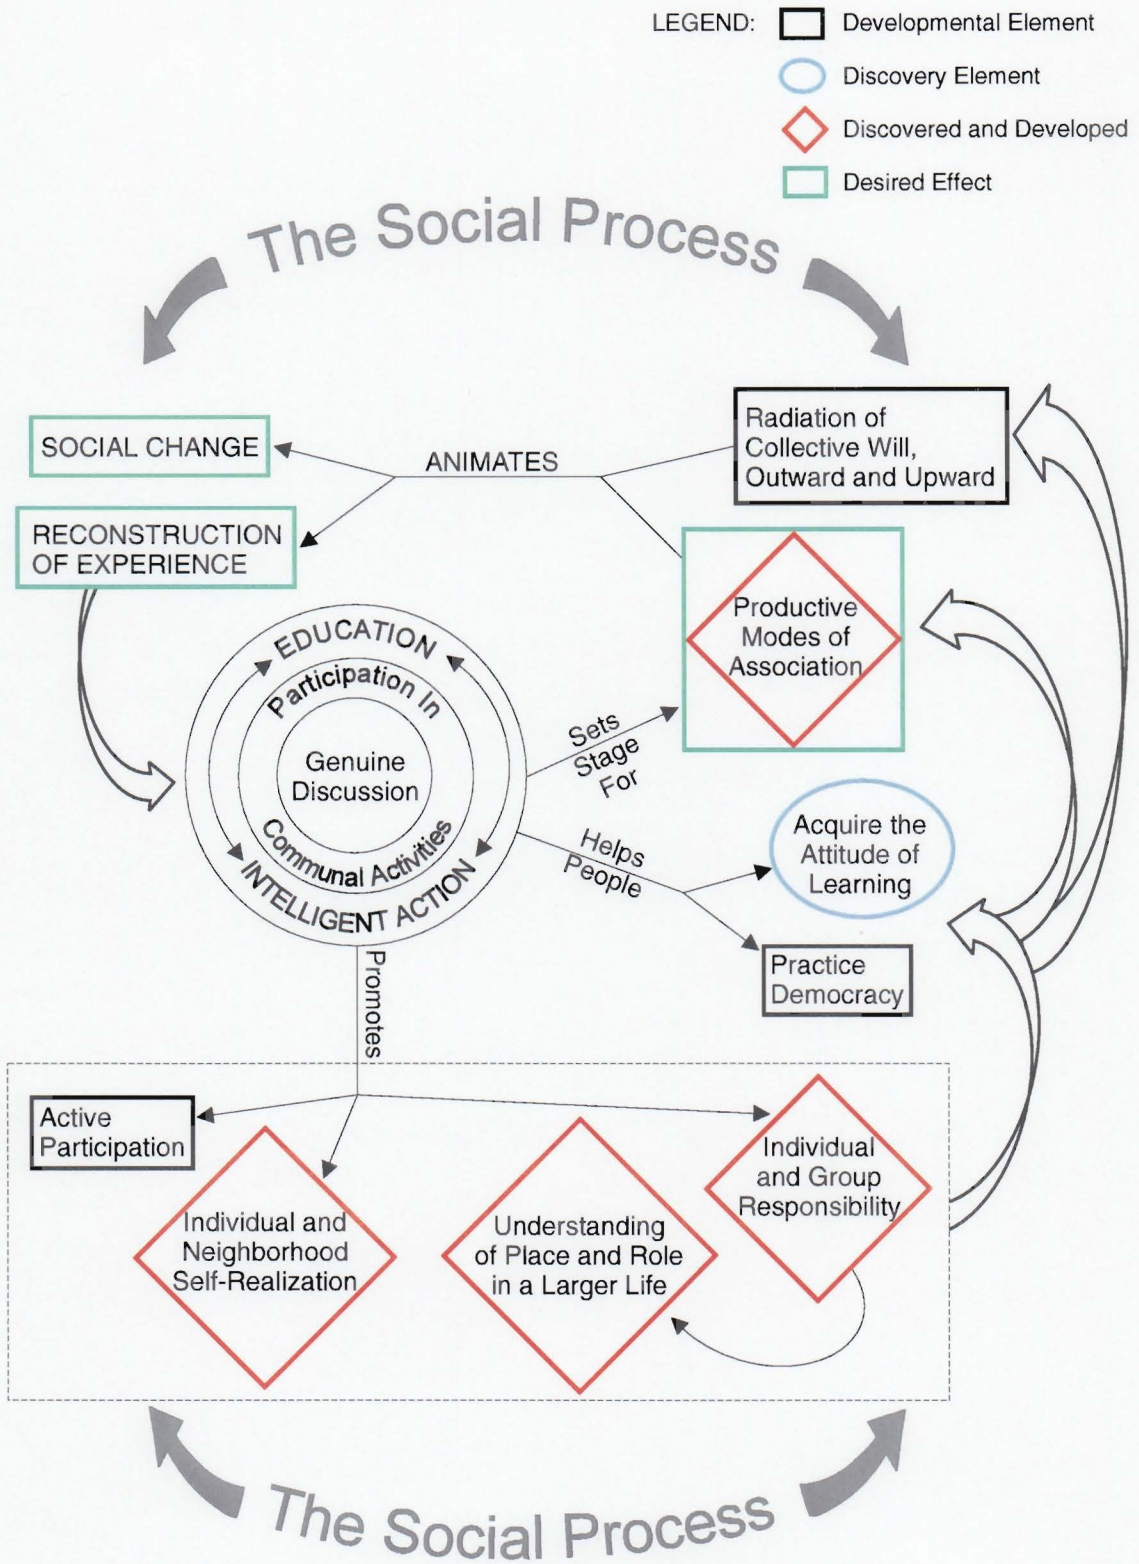 LEGEND:
Developmental Element
Discovery Element
Discovered and Developed
Desired Effect
The Social Process
SOCIAL CHANGE
ANIMATES
Radiation of
Collective Will,
Outward and Upward
RECONSTRUCTION
OF EXPERIENCE
Productive
Modes of
Association
EDUCATION
Participation In
Genuine
Discussion
Communal Activities
INTELLIGENT ACTION
Sets
Stage
For
Helps
People
Acquire the
Attitude of
Learning
Practice
Democracy
Promotes
Active
Participation
Individual and
Neighborhood
Self-Realization
Understanding
of Place and Role
in a Larger Life
Individual
and Group
Responsibility
The Social Process